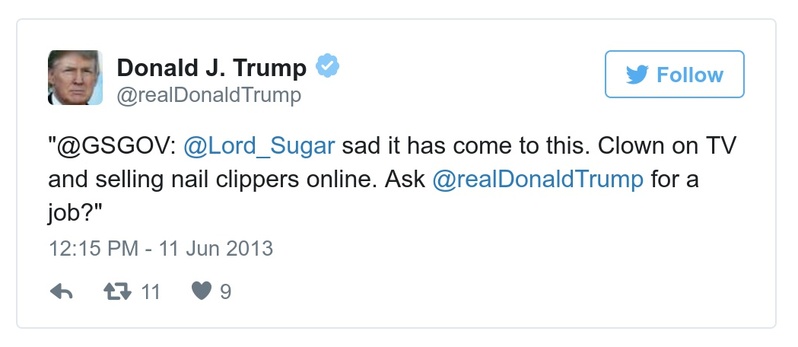 Donald J. Trump
@realDonaldTrump
Follow
"@GSGOV: @Lord_Sugar sad it has come to this. Clown on TV
and selling nail clippers online. Ask @realDonaldTrump for a
job?"
12:15 PM - 11 Jun 2013
11 9